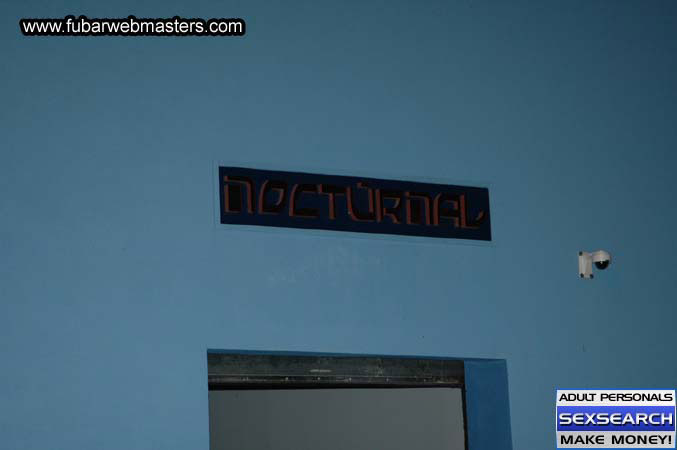 www.fubarwebmasters.com
NOCTURNAL
ADULT PERSONALS
SEXSEARCH
MAKE MONEY!